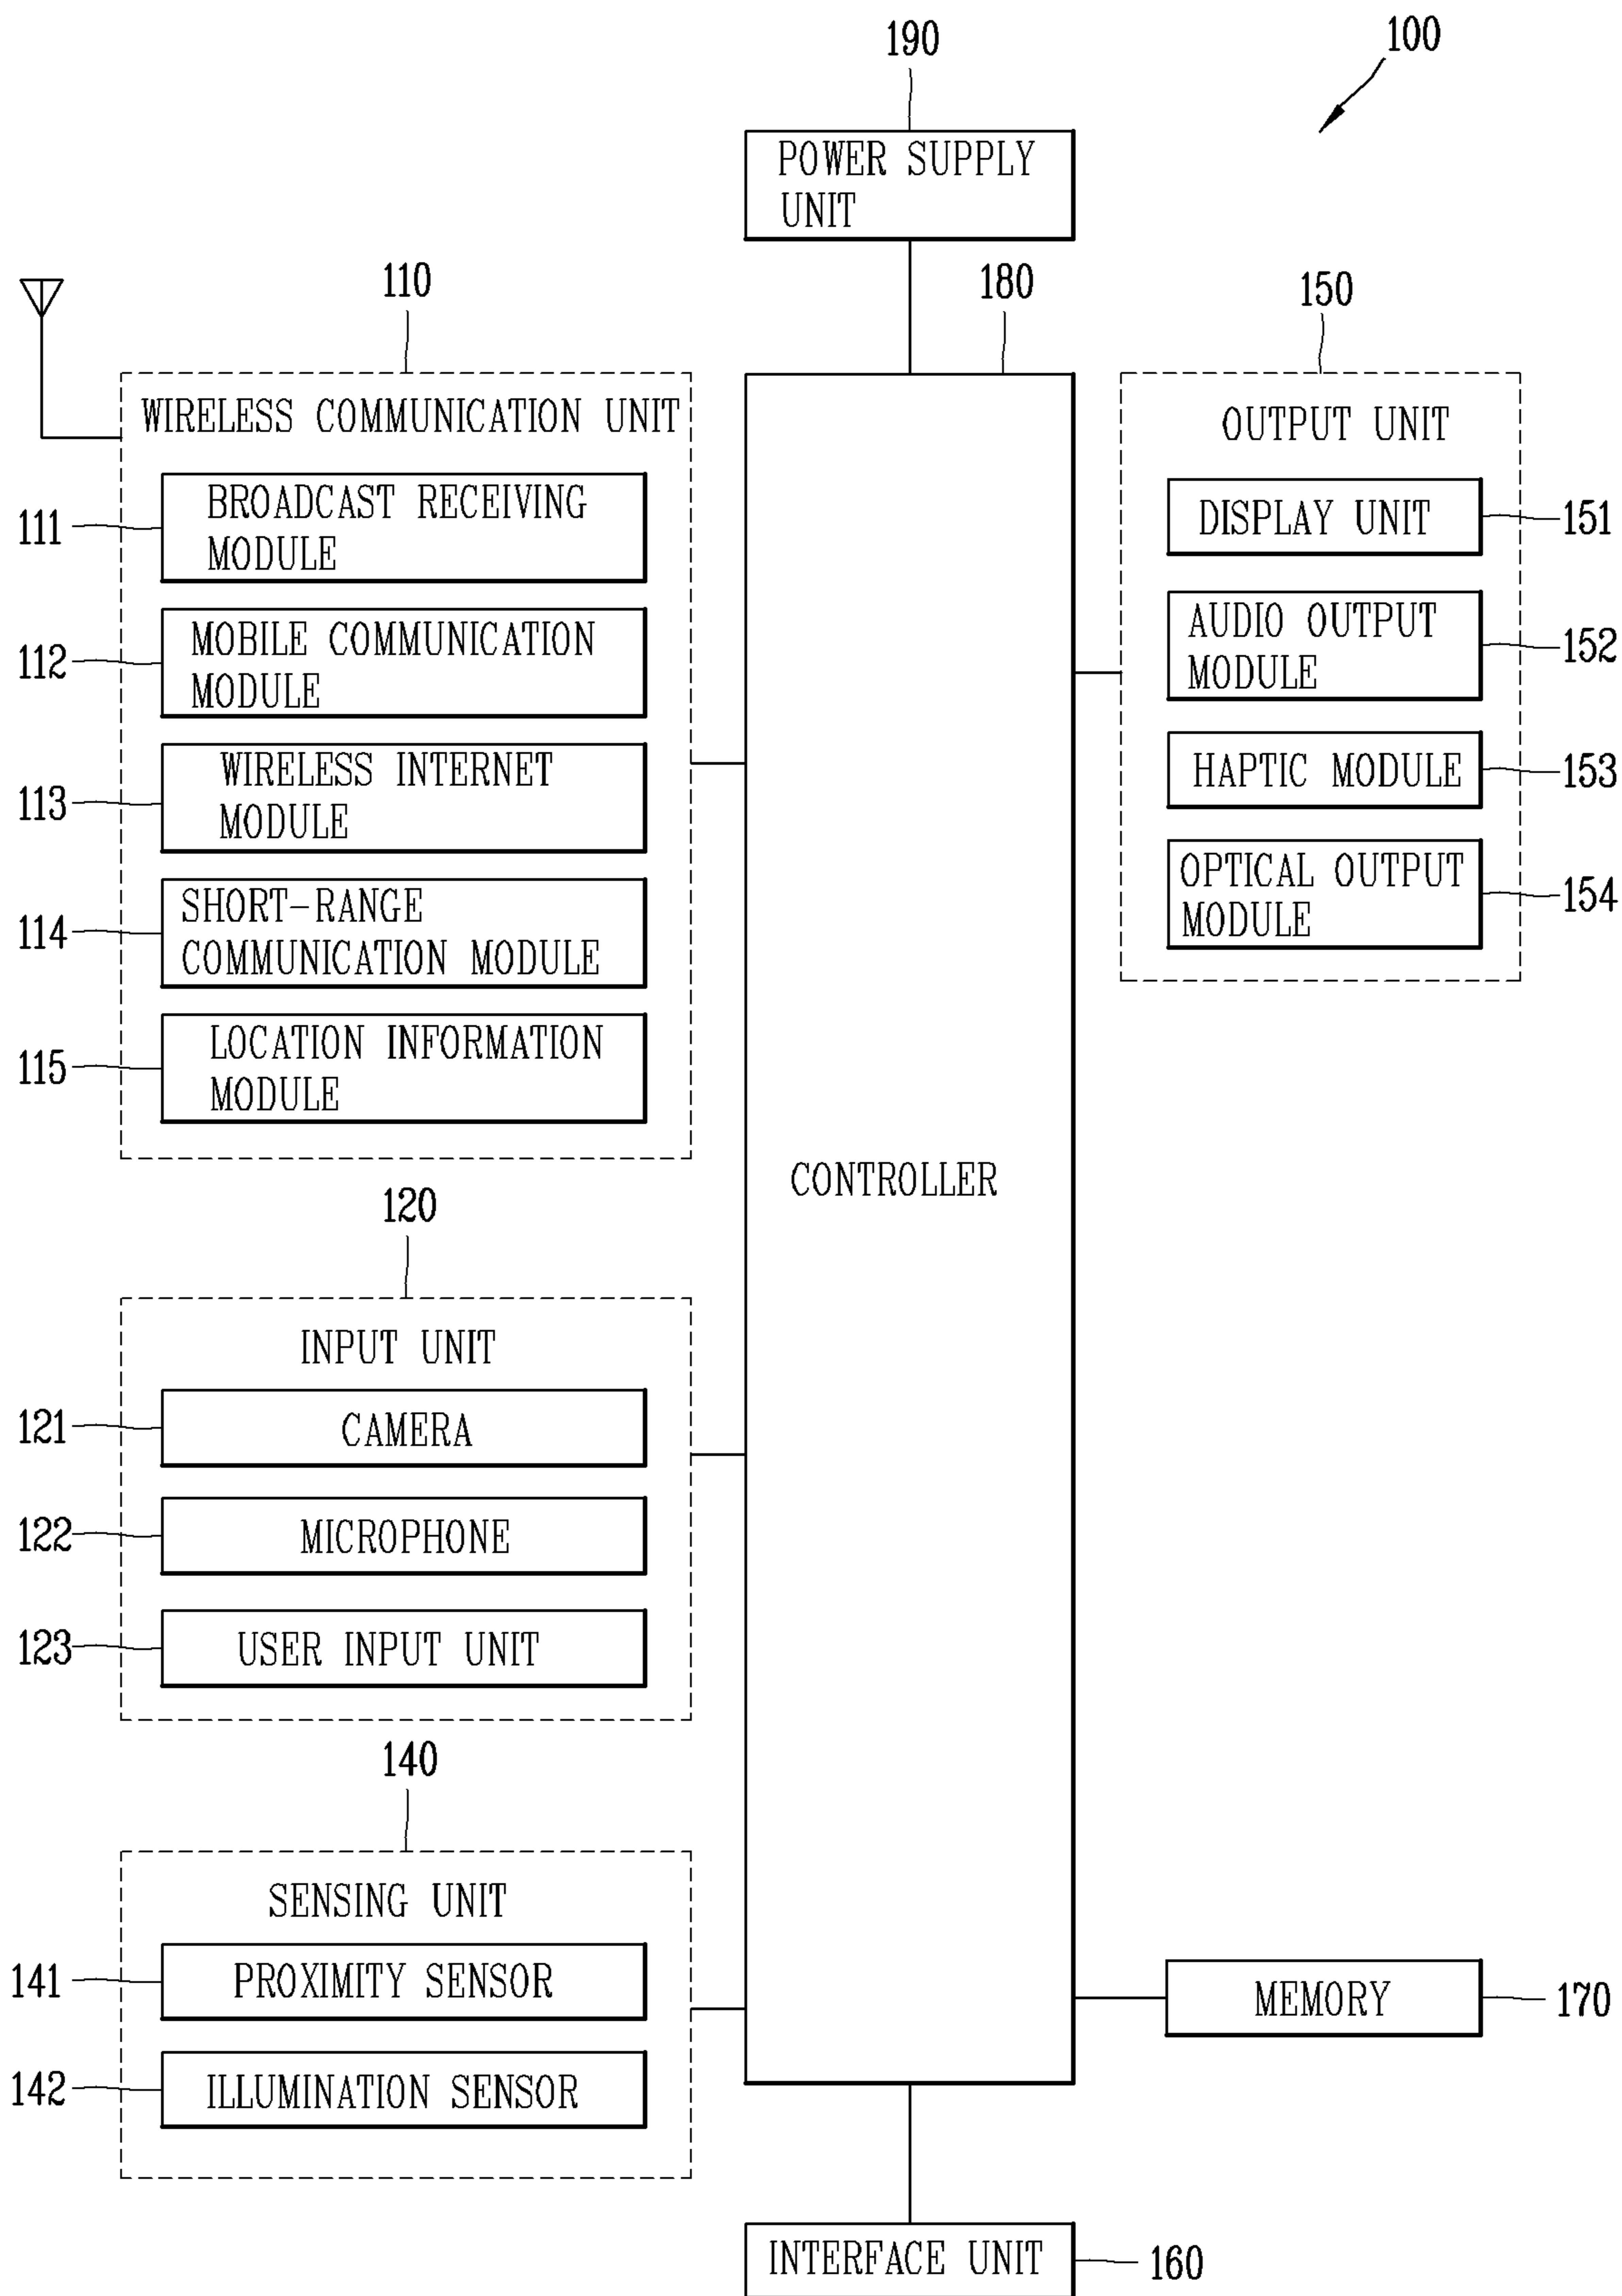 190
100
POWER SUPPLY
UNIT
110
180
150
WIRELESS COMMUNICATION UNIT
111
BROADCAST RECEIVING
MODULE
112
MOBILE COMMUNICATION
MODULE
113
WIRELESS INTERNET
MODULE
114
SHORT-RANGE
COMMUNICATION MODULE
115
LOCATION INFORMATION
MODULE
CONTROLLER
OUTPUT UNIT
DISPLAY UNIT
151
AUDIO OUTPUT
MODULE
152
HAPTIC MODULE
153
OPTICAL OUTPUT
MODULE
154
120
INPUT UNIT
121
CAMERA
122
MICROPHONE
123
USER INPUT UNIT
140
SENSING UNIT
141
PROXIMITY SENSOR
142
ILLUMINATION SENSOR
MEMORY
170
INTERFACE UNIT
160